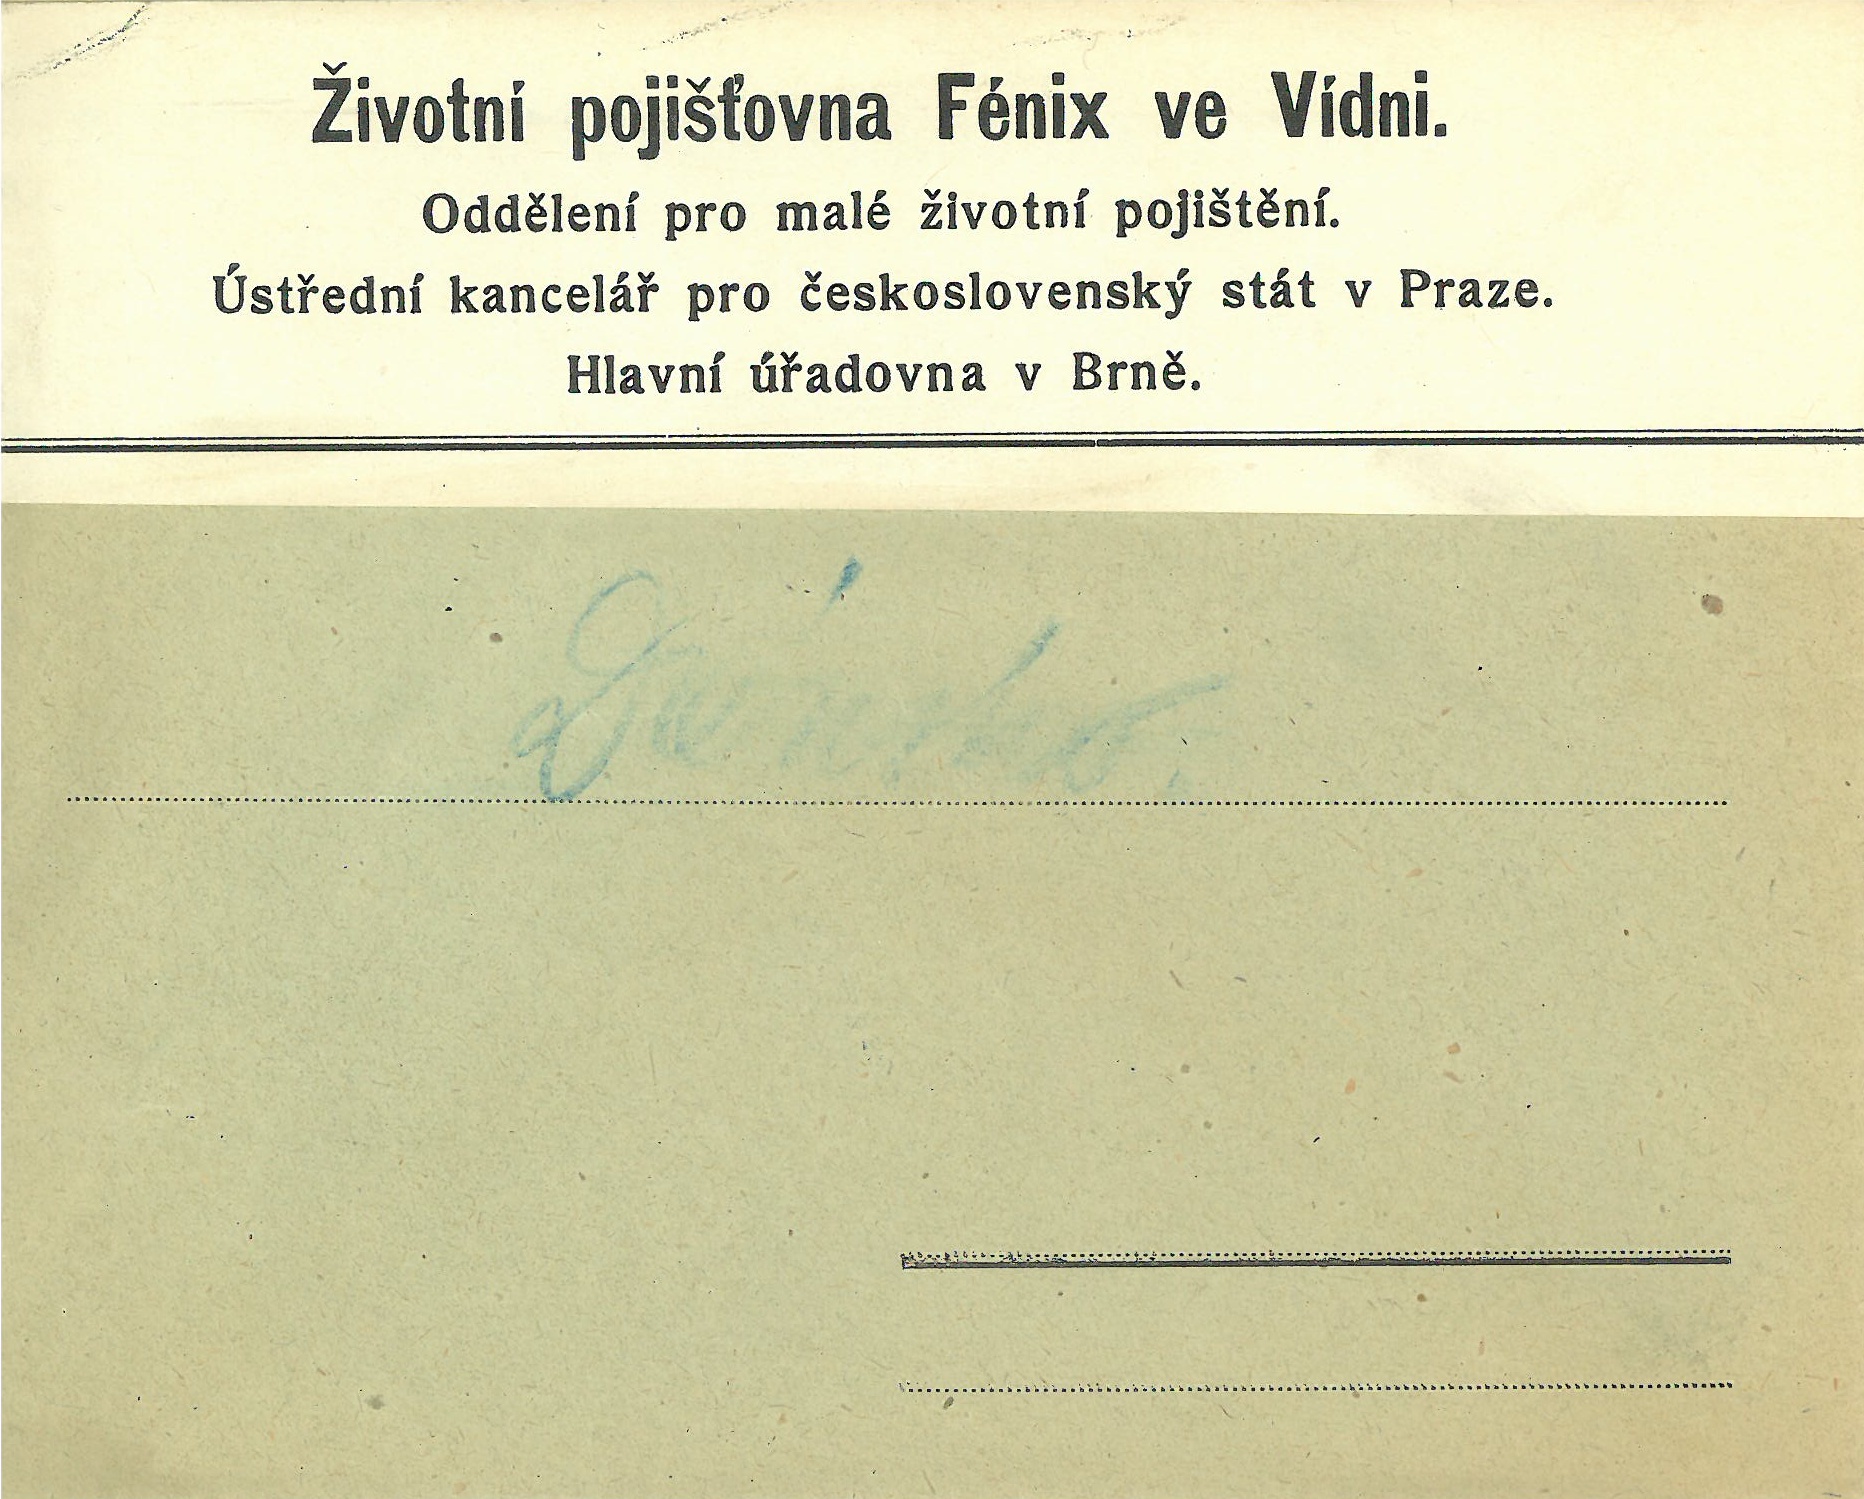 Životní pojišťovna Fénix ve Vídni.
Oddělení pro malé životní pojištění.
Ústřední kancelář pro československý stát v Praze.
Hlavní úřadovna v Brně.